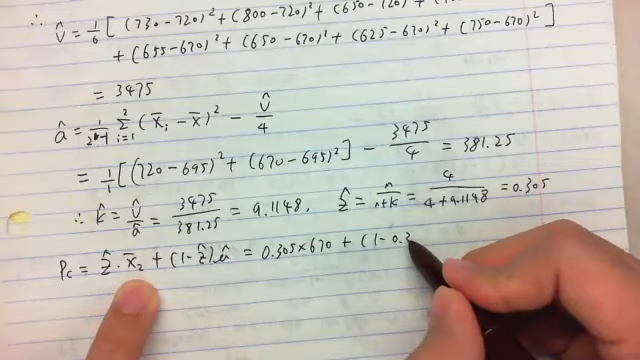 ∴ v̂ = 1/6 [ (730-720)² + (800-720)² + (650-720)
+ (655-670)² + (650-670)² + (625-670)² + (750-670)² ]
= 3475
â = 1/(2-1) Σ_{i=1}^{2} (x̄ᵢ - x̄)² - v̂/4
= 1/1 [(720-695)² + (670-695)²] - 3475/4 = 381.25
∴ k̂ = v̂/â = 3475/381.25 = 9.1148, ẑ = n/(n+k) = 4/(4+9.1148) = 0.305
Pc = ẑ · x̄₂ + (1-ẑ) û = 0.305×670 + (1-0.3